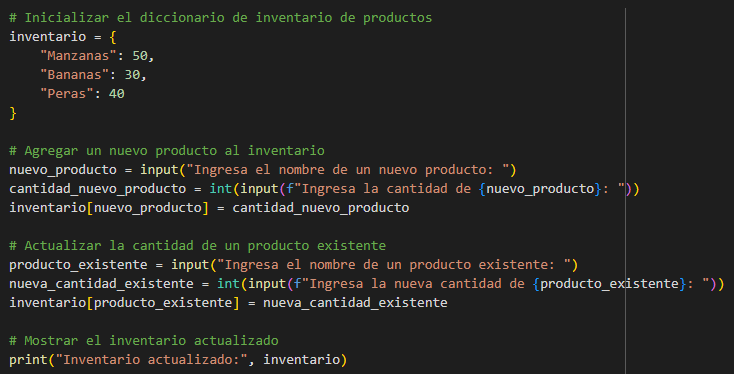 # Inicializar el diccionario de inventario de productos
inventario = {
    "Manzanas": 50,
    "Bananas": 30,
    "Peras": 40
}

# Agregar un nuevo producto al inventario
nuevo_producto = input("Ingresa el nombre de un nuevo producto: ")
cantidad_nuevo_producto = int(input(f"Ingresa la cantidad de {nuevo_producto}: "))
inventario[nuevo_producto] = cantidad_nuevo_producto

# Actualizar la cantidad de un producto existente
producto_existente = input("Ingresa el nombre de un producto existente: ")
nueva_cantidad_existente = int(input(f"Ingresa la nueva cantidad de {producto_existente}: "))
inventario[producto_existente] = nueva_cantidad_existente

# Mostrar el inventario actualizado
print("Inventario actualizado:", inventario)